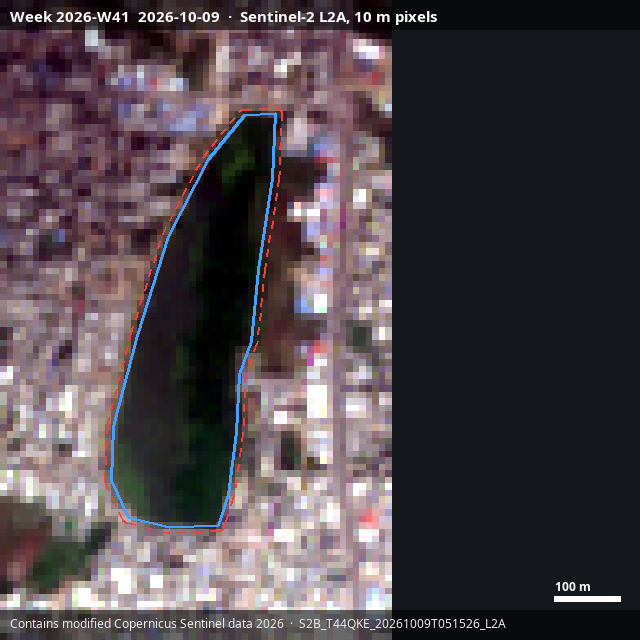 Week 2026-W41  2026-10-09  ·  Sentinel-2 L2A, 10 m pixels
100 m
Contains modified Copernicus Sentinel data 2026  ·  S2B_T44QKE_20261009T051526_L2A